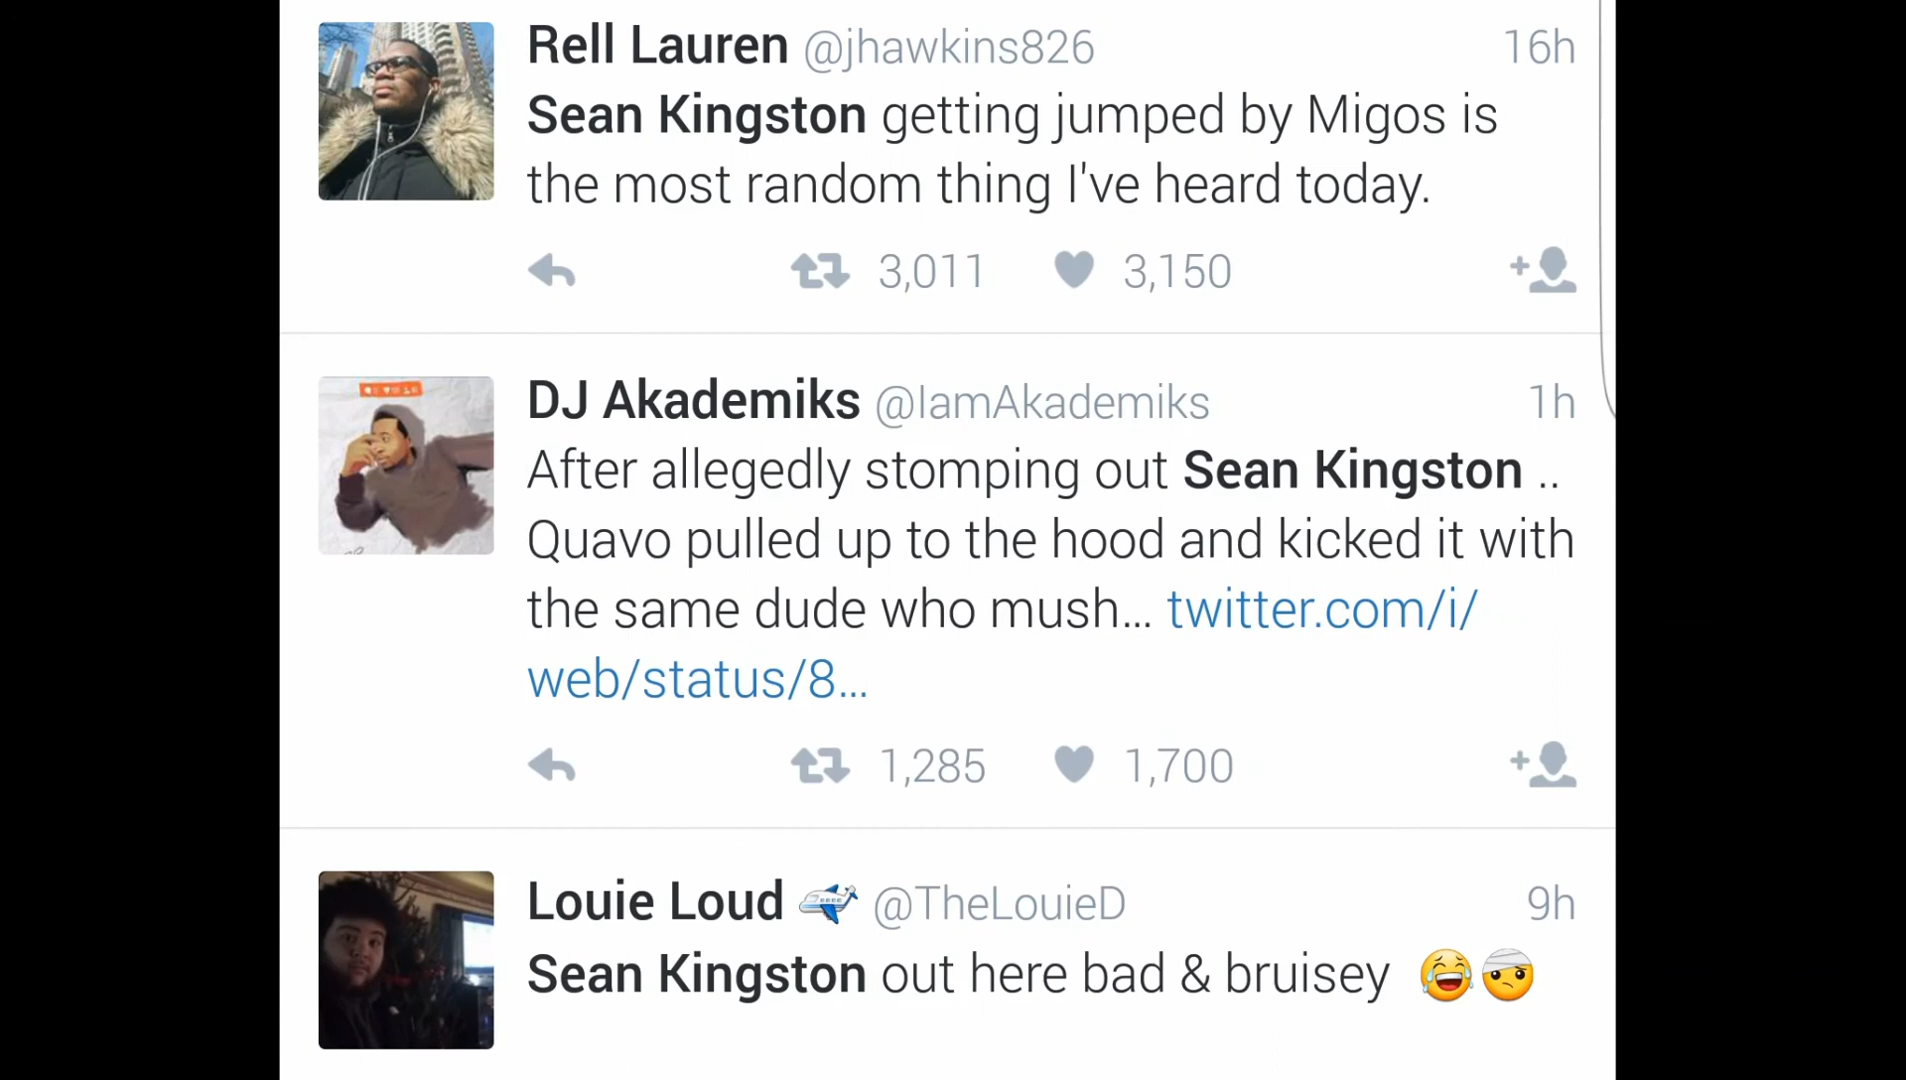 Rell Lauren @jhawkins826 16h
Sean Kingston getting jumped by Migos is
the most random thing I've heard today.
3,011 3,150
DJ Akademiks @IamAkademiks 1h
After allegedly stomping out Sean Kingston ..
Quavo pulled up to the hood and kicked it with
the same dude who mush... twitter.com/i/
web/status/8...
1,285 1,700
Louie Loud @TheLouieD 9h
Sean Kingston out here bad & bruisey 😂🤕